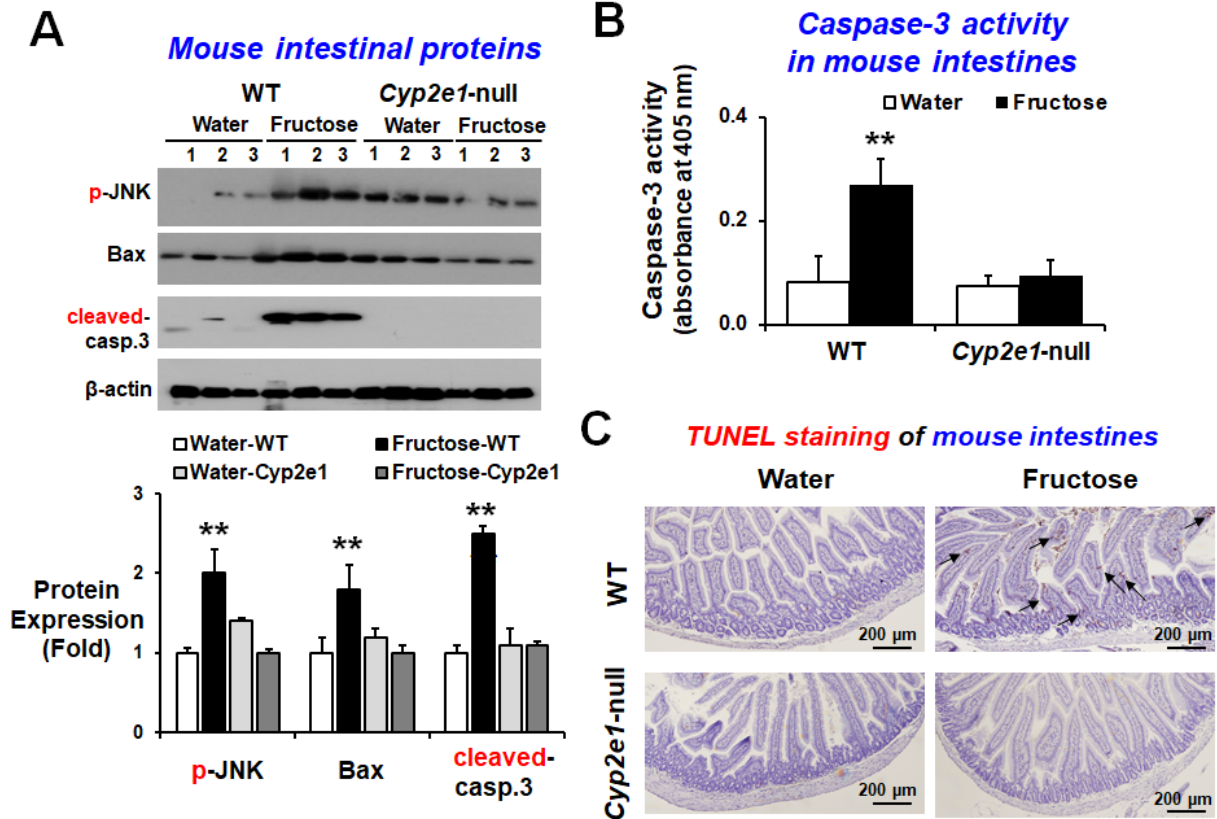 A
Mouse intestinal proteins
WT Cyp2e1-null
Water Fructose Water Fructose
1 2 3 1 2 3 1 2 3 1 2 3
p-JNK
Bax
cleaved-
casp.3
β-actin
Water-WT Fructose-WT
Water-Cyp2e1 Fructose-Cyp2e1
Protein
Expression
(Fold)
3
2
1
0
** ** **
p-JNK Bax cleaved-
casp.3
B
Caspase-3 activity
in mouse intestines
Water Fructose
Caspase-3 activity
(absorbance at 405 nm)
0.4
0.2
0.0
**
WT Cyp2e1-null
C
TUNEL staining of mouse intestines
Water Fructose
WT
200 µm 200 µm
Cyp2e1-null
200 µm 200 µm